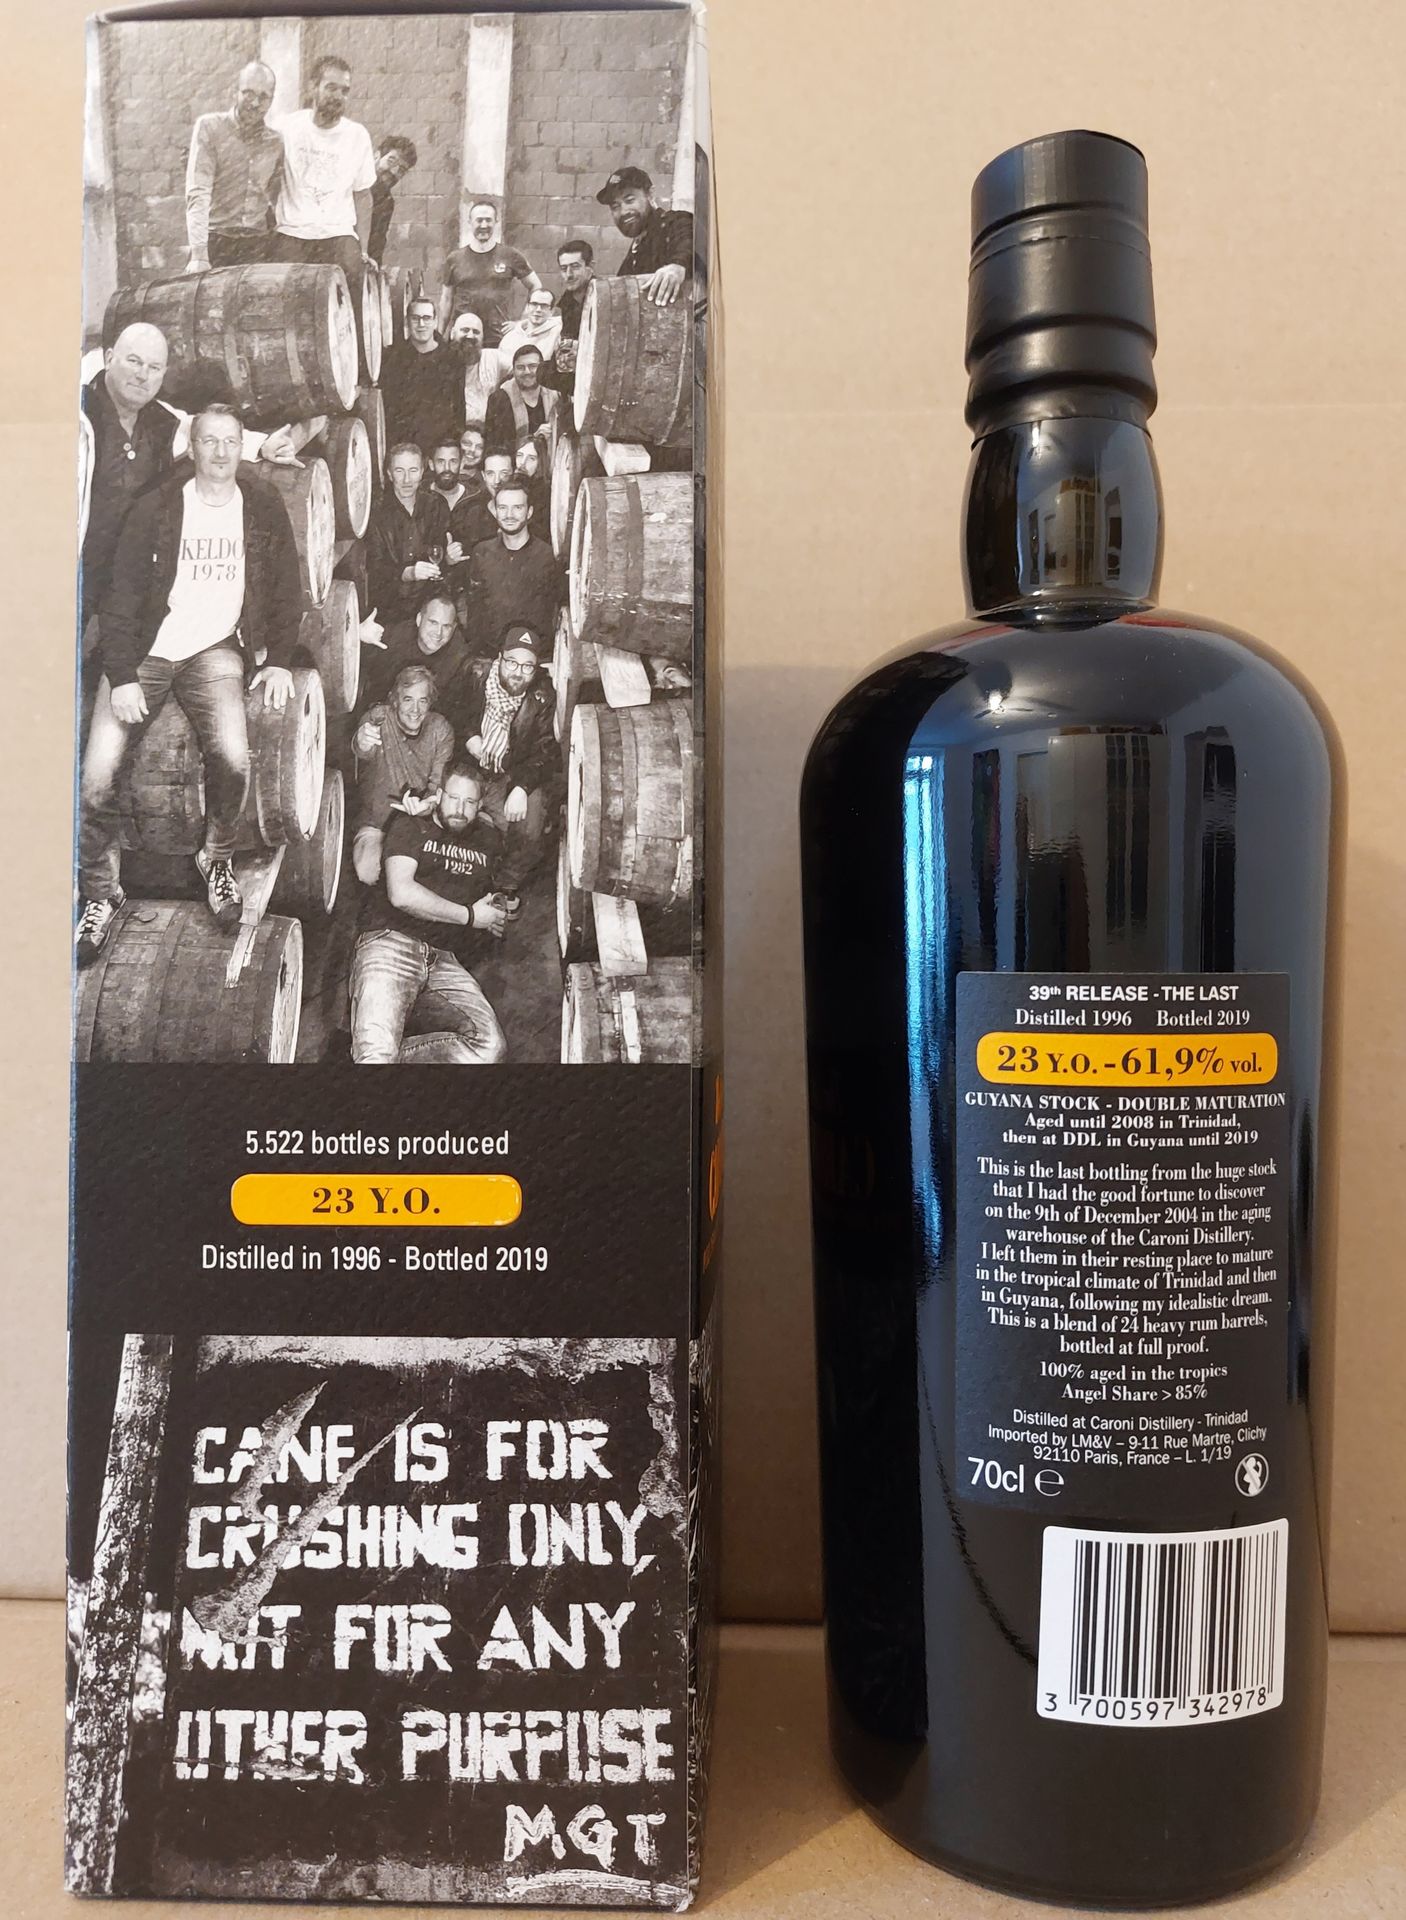 KELDO
1978
BLAIRMONT
1982
5.522 bottles produced
23 Y.O.
Distilled in 1996 - Bottled 2019
CANE IS FOR
CRUSHING ONLY,
NOT FOR ANY
OTHER PURPOSE
MGT
39th RELEASE - THE LAST
Distilled 1996 Bottled 2019
23 Y.O. - 61,9% vol.
GUYANA STOCK - DOUBLE MATURATION
Aged until 2008 in Trinidad,
then at DDL in Guyana until 2019
This is the last bottling from the huge stock
that I had the good fortune to discover
on the 9th of December 2004 in the aging
warehouse of the Caroni Distillery.
I left them in their resting place to mature
in the tropical climate of Trinidad and then
in Guyana, following my idealistic dream.
This is a blend of 24 heavy rum barrels,
bottled at full proof.
100% aged in the tropics
Angel Share > 85%
Distilled at Caroni Distillery - Trinidad
Imported by LM&V – 9-11 Rue Martre, Clichy
92110 Paris, France – L. 1/19
70cl ℮
3 700597 342978